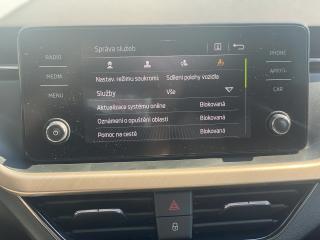 Správa služeb
RADIO
MEDIA
MENU
PHONE
APP/G
CAR
Nastav. režimu soukromí: Sdílení polohy vozidla
Služby Vše
Aktualizace systému online Blokovaná
Oznámení o opuštění oblasti Blokovaná
Pomoc na cestě Blokovaná